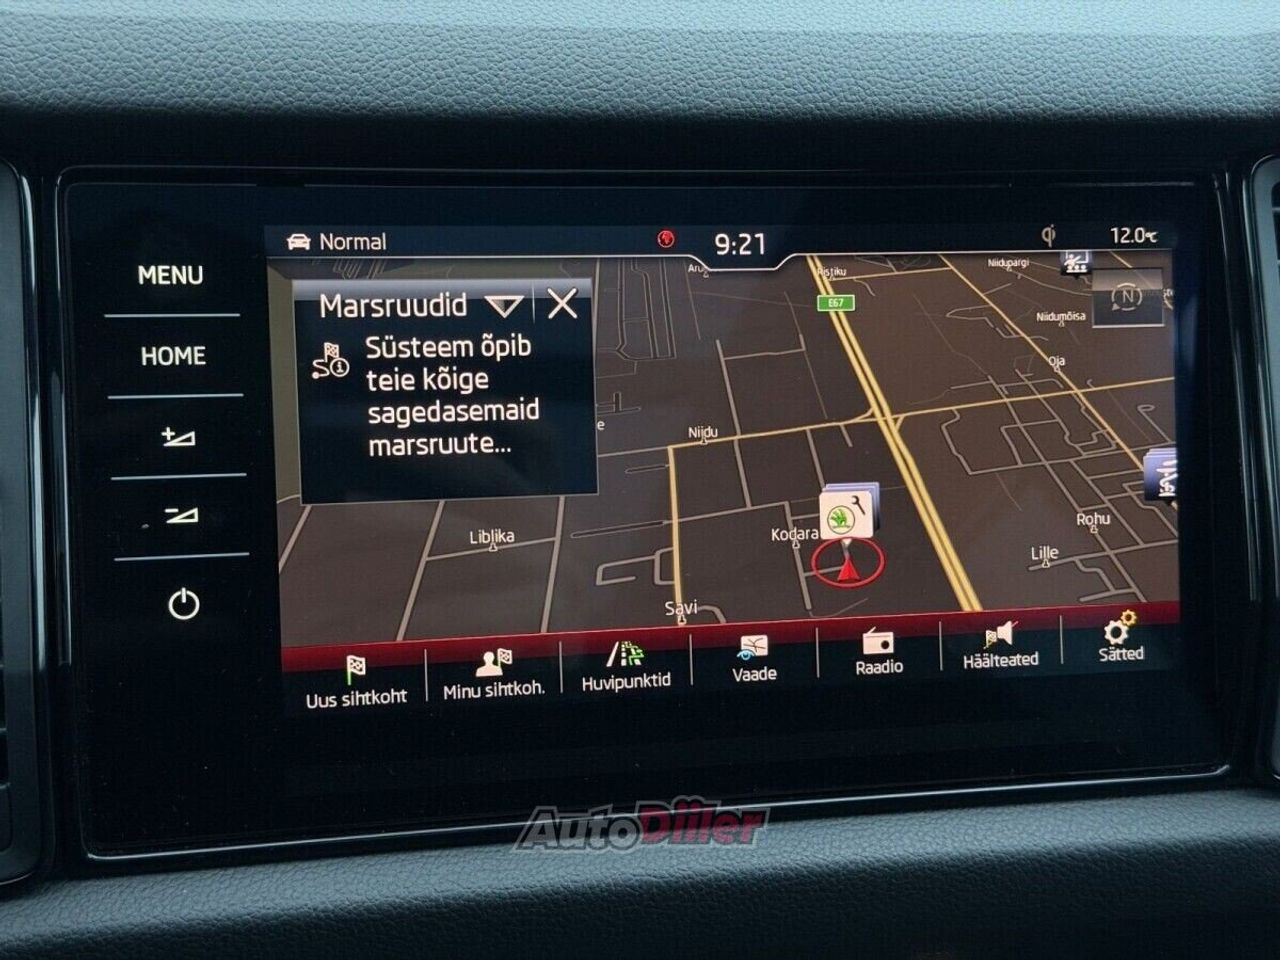 Normal
9:21
12.0°C
MENU
HOME
Marsruudid
Süsteem õpib
teie kõige
sagedasemaid
marsruute...
Ristiku
E67
Niidupargi
N
Niidumõisa
Oja
Niidu
Liblika
Kodara
Rohu
Lille
Savi
Uus sihtkoht
Minu sihtkoh.
Huvipunktid
Vaade
Raadio
Häälteated
Sätted
AutoDiiler